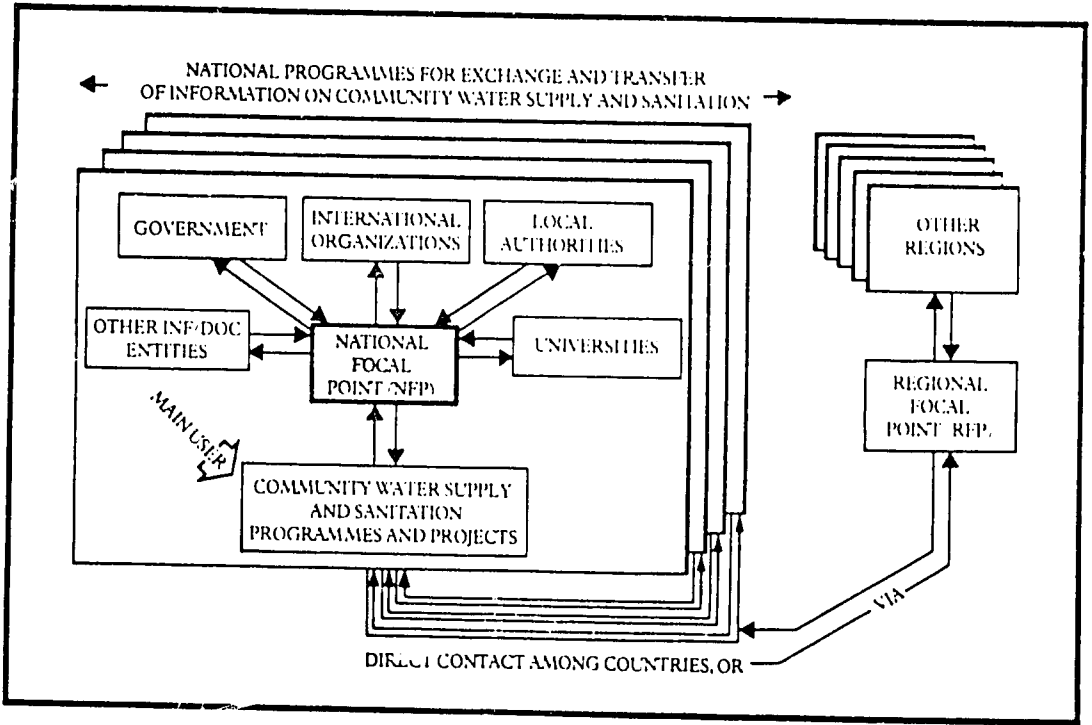 NATIONAL PROGRAMMES FOR EXCHANGE AND TRANSFER
OF INFORMATION ON COMMUNITY WATER SUPPLY AND SANITATION
GOVERNMENT
INTERNATIONAL
ORGANIZATIONS
LOCAL
AUTHORITIES
OTHER INF/DOC
ENTITIES
NATIONAL
FOCAL
POINT (NFP)
UNIVERSITIES
MAIN USER
COMMUNITY WATER SUPPLY
AND SANITATION
PROGRAMMES AND PROJECTS
OTHER
REGIONS
REGIONAL
FOCAL
POINT (RFP)
VIA
DIRECT CONTACT AMONG COUNTRIES, OR